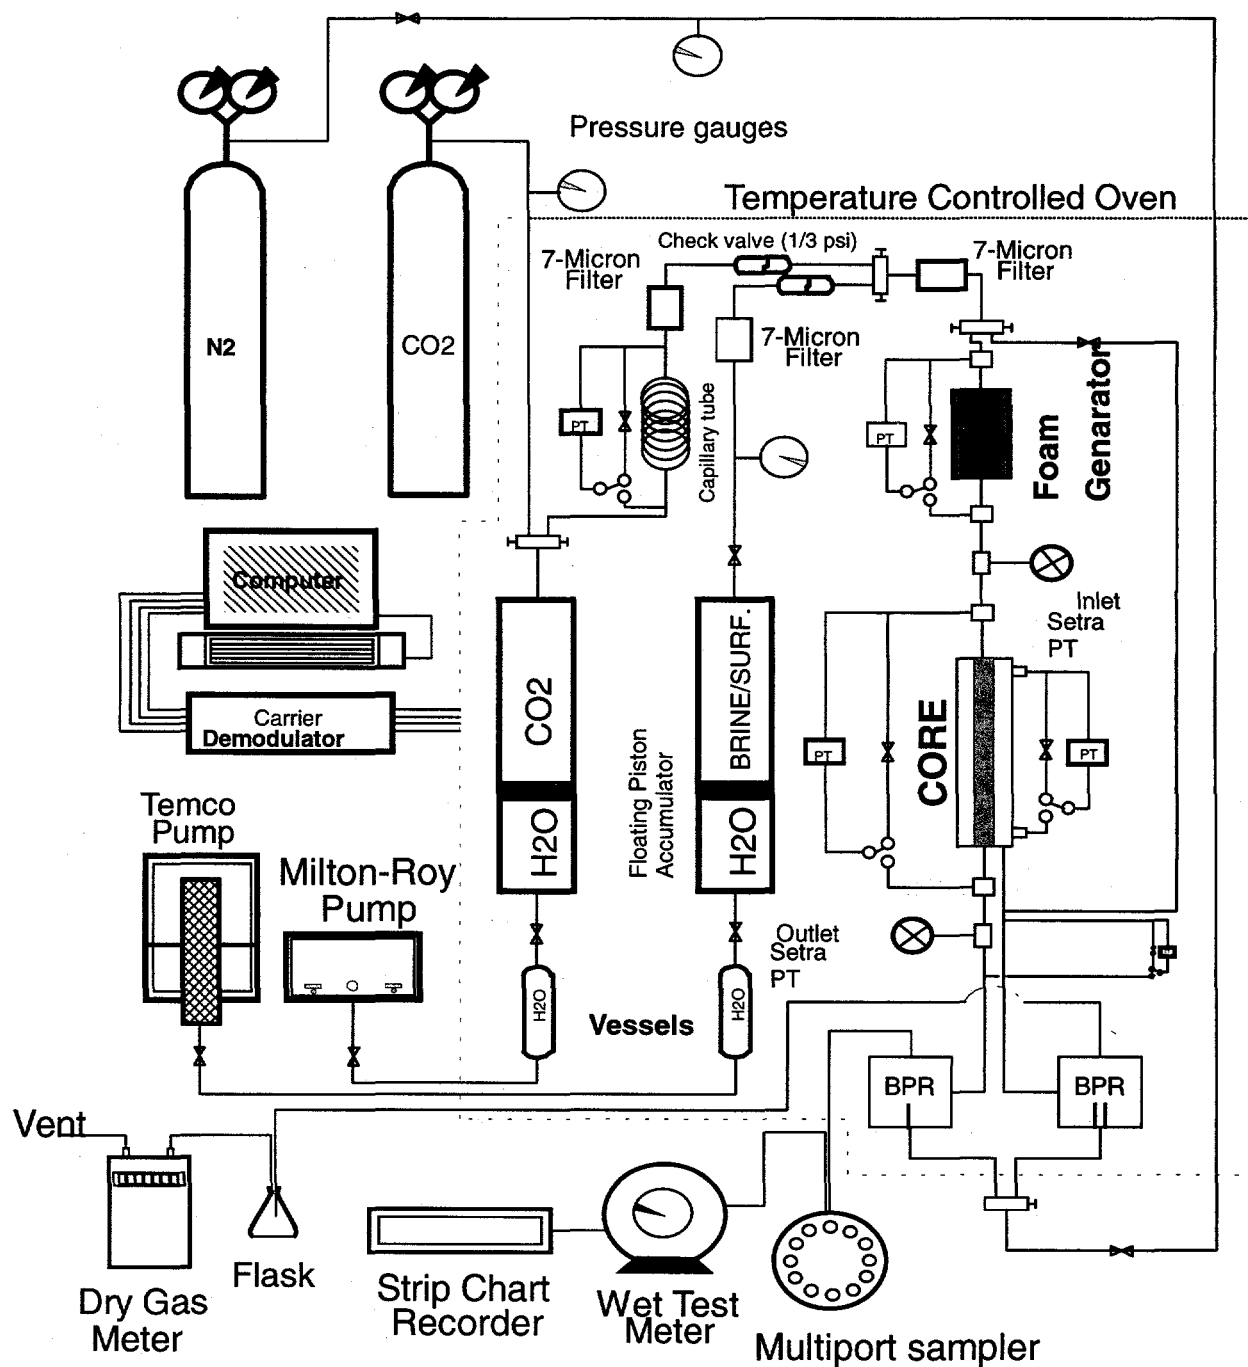 Pressure gauges
Temperature Controlled Oven
Check valve (1/3 psi)
7-Micron
Filter
7-Micron
Filter
7-Micron
Filter
N2
CO2
PT
Capillary tube
PT
Foam
Genarator
Computer
Carrier
Demodulator
CO2
H2O
Floating Piston
Accumulator
BRINE/SURF.
H2O
Inlet
Setra
PT
CORE
PT
PT
Temco
Pump
Milton-Roy
Pump
Outlet
Setra
PT
H2O
Vessels
H2O
BPR
BPR
Vent
Dry Gas
Meter
Flask
Strip Chart
Recorder
Wet Test
Meter
Multiport sampler